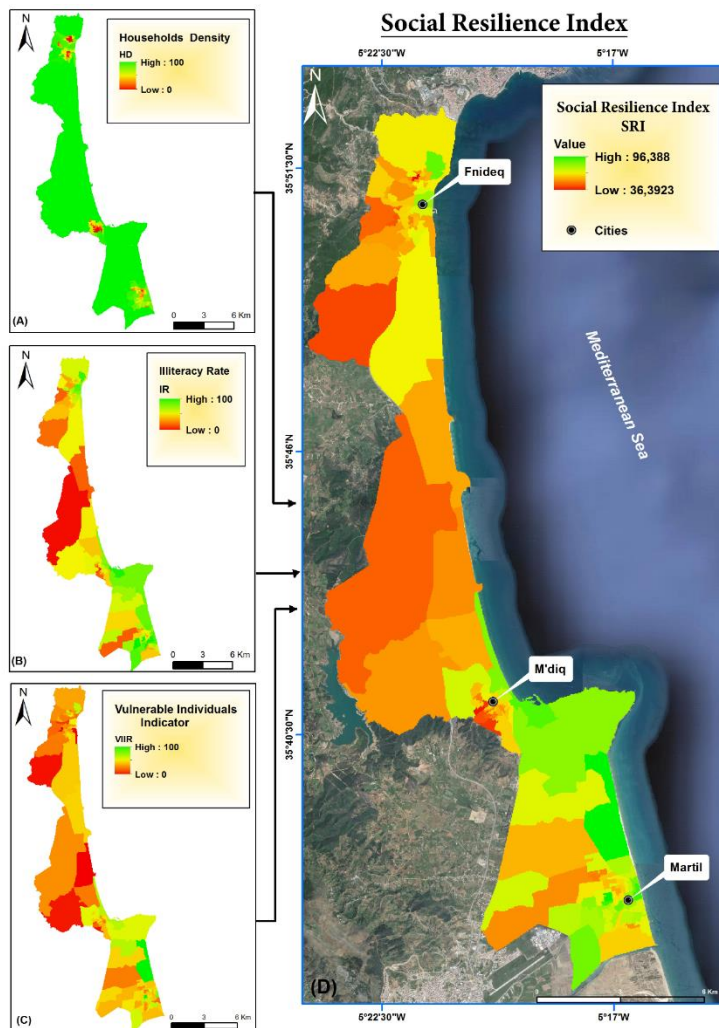 Social Resilience Index
N
Households Density
HD
High : 100
Low : 0
0 3 6 Km
(A)
N
Illiteracy Rate
IR
High : 100
Low : 0
0 3 6 Km
(B)
N
Vulnerable Individuals
Indicator
VIIR
High : 100
Low : 0
0 3 6 Km
(C)
5°22'30"W 5°17'W
N
Social Resilience Index
SRI
Value
High : 96,388
Low : 36,3923
Cities
35°51'30"N
35°46'N
35°40'30"N
Fnideq
Mediterranean Sea
M'diq
Martil
(D)
6 Km
5°22'30"W 5°17'W